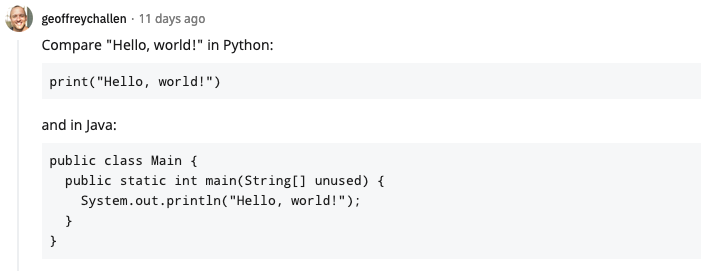 geoffreychallen · 11 days ago
Compare "Hello, world!" in Python:
print("Hello, world!")
and in Java:
public class Main {
  public static int main(String[] unused) {
    System.out.println("Hello, world!");
  }
}